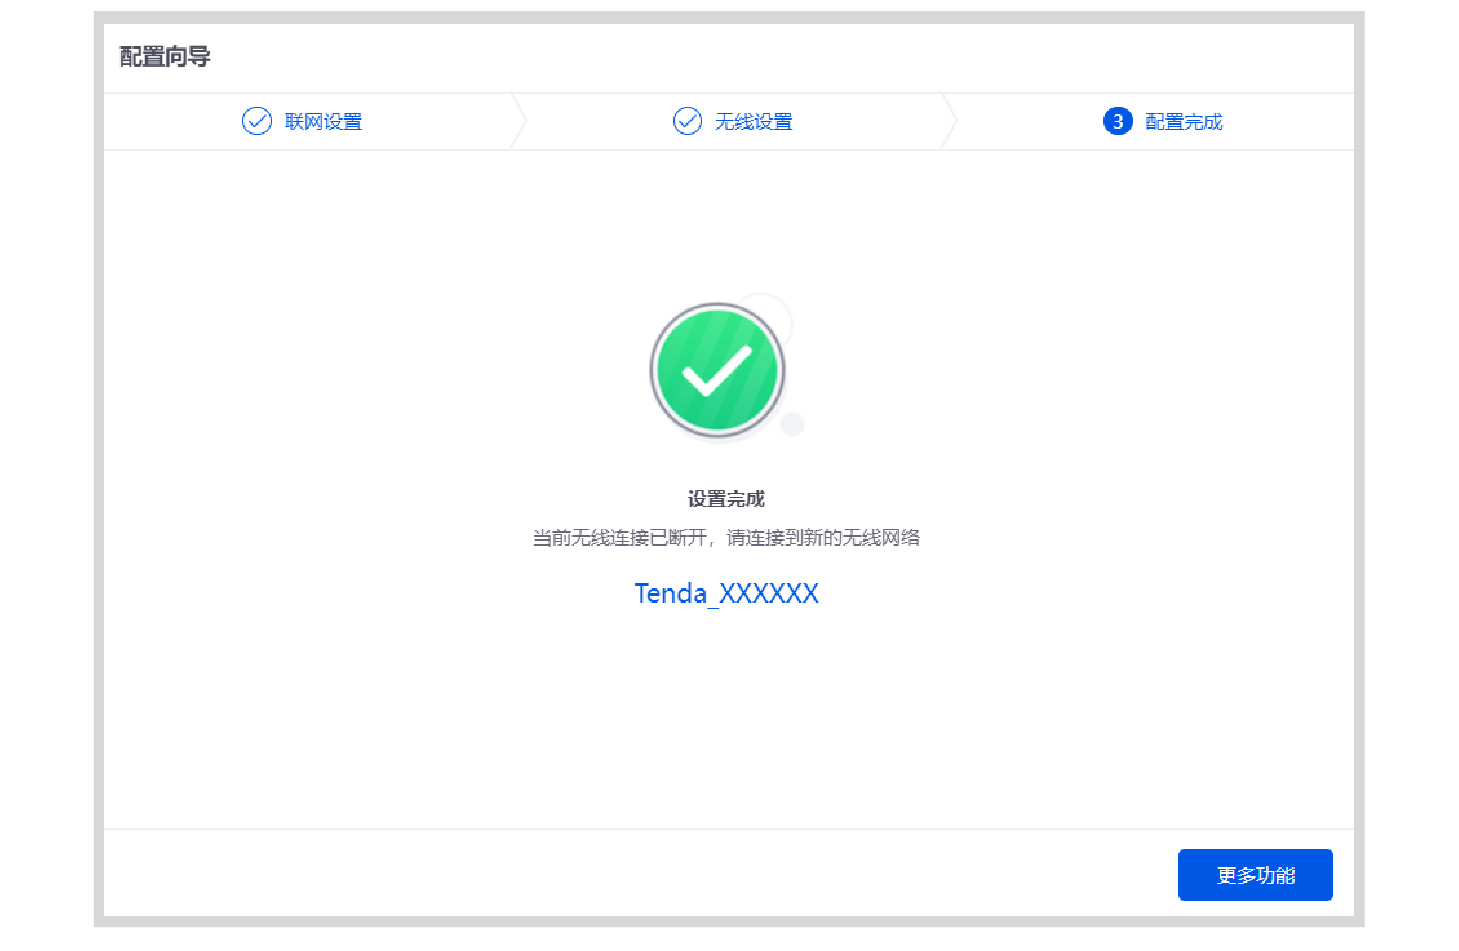 配置向导
联网设置
无线设置
3 配置完成
设置完成
当前无线连接已断开，请连接到新的无线网络
Tenda_XXXXXX
更多功能